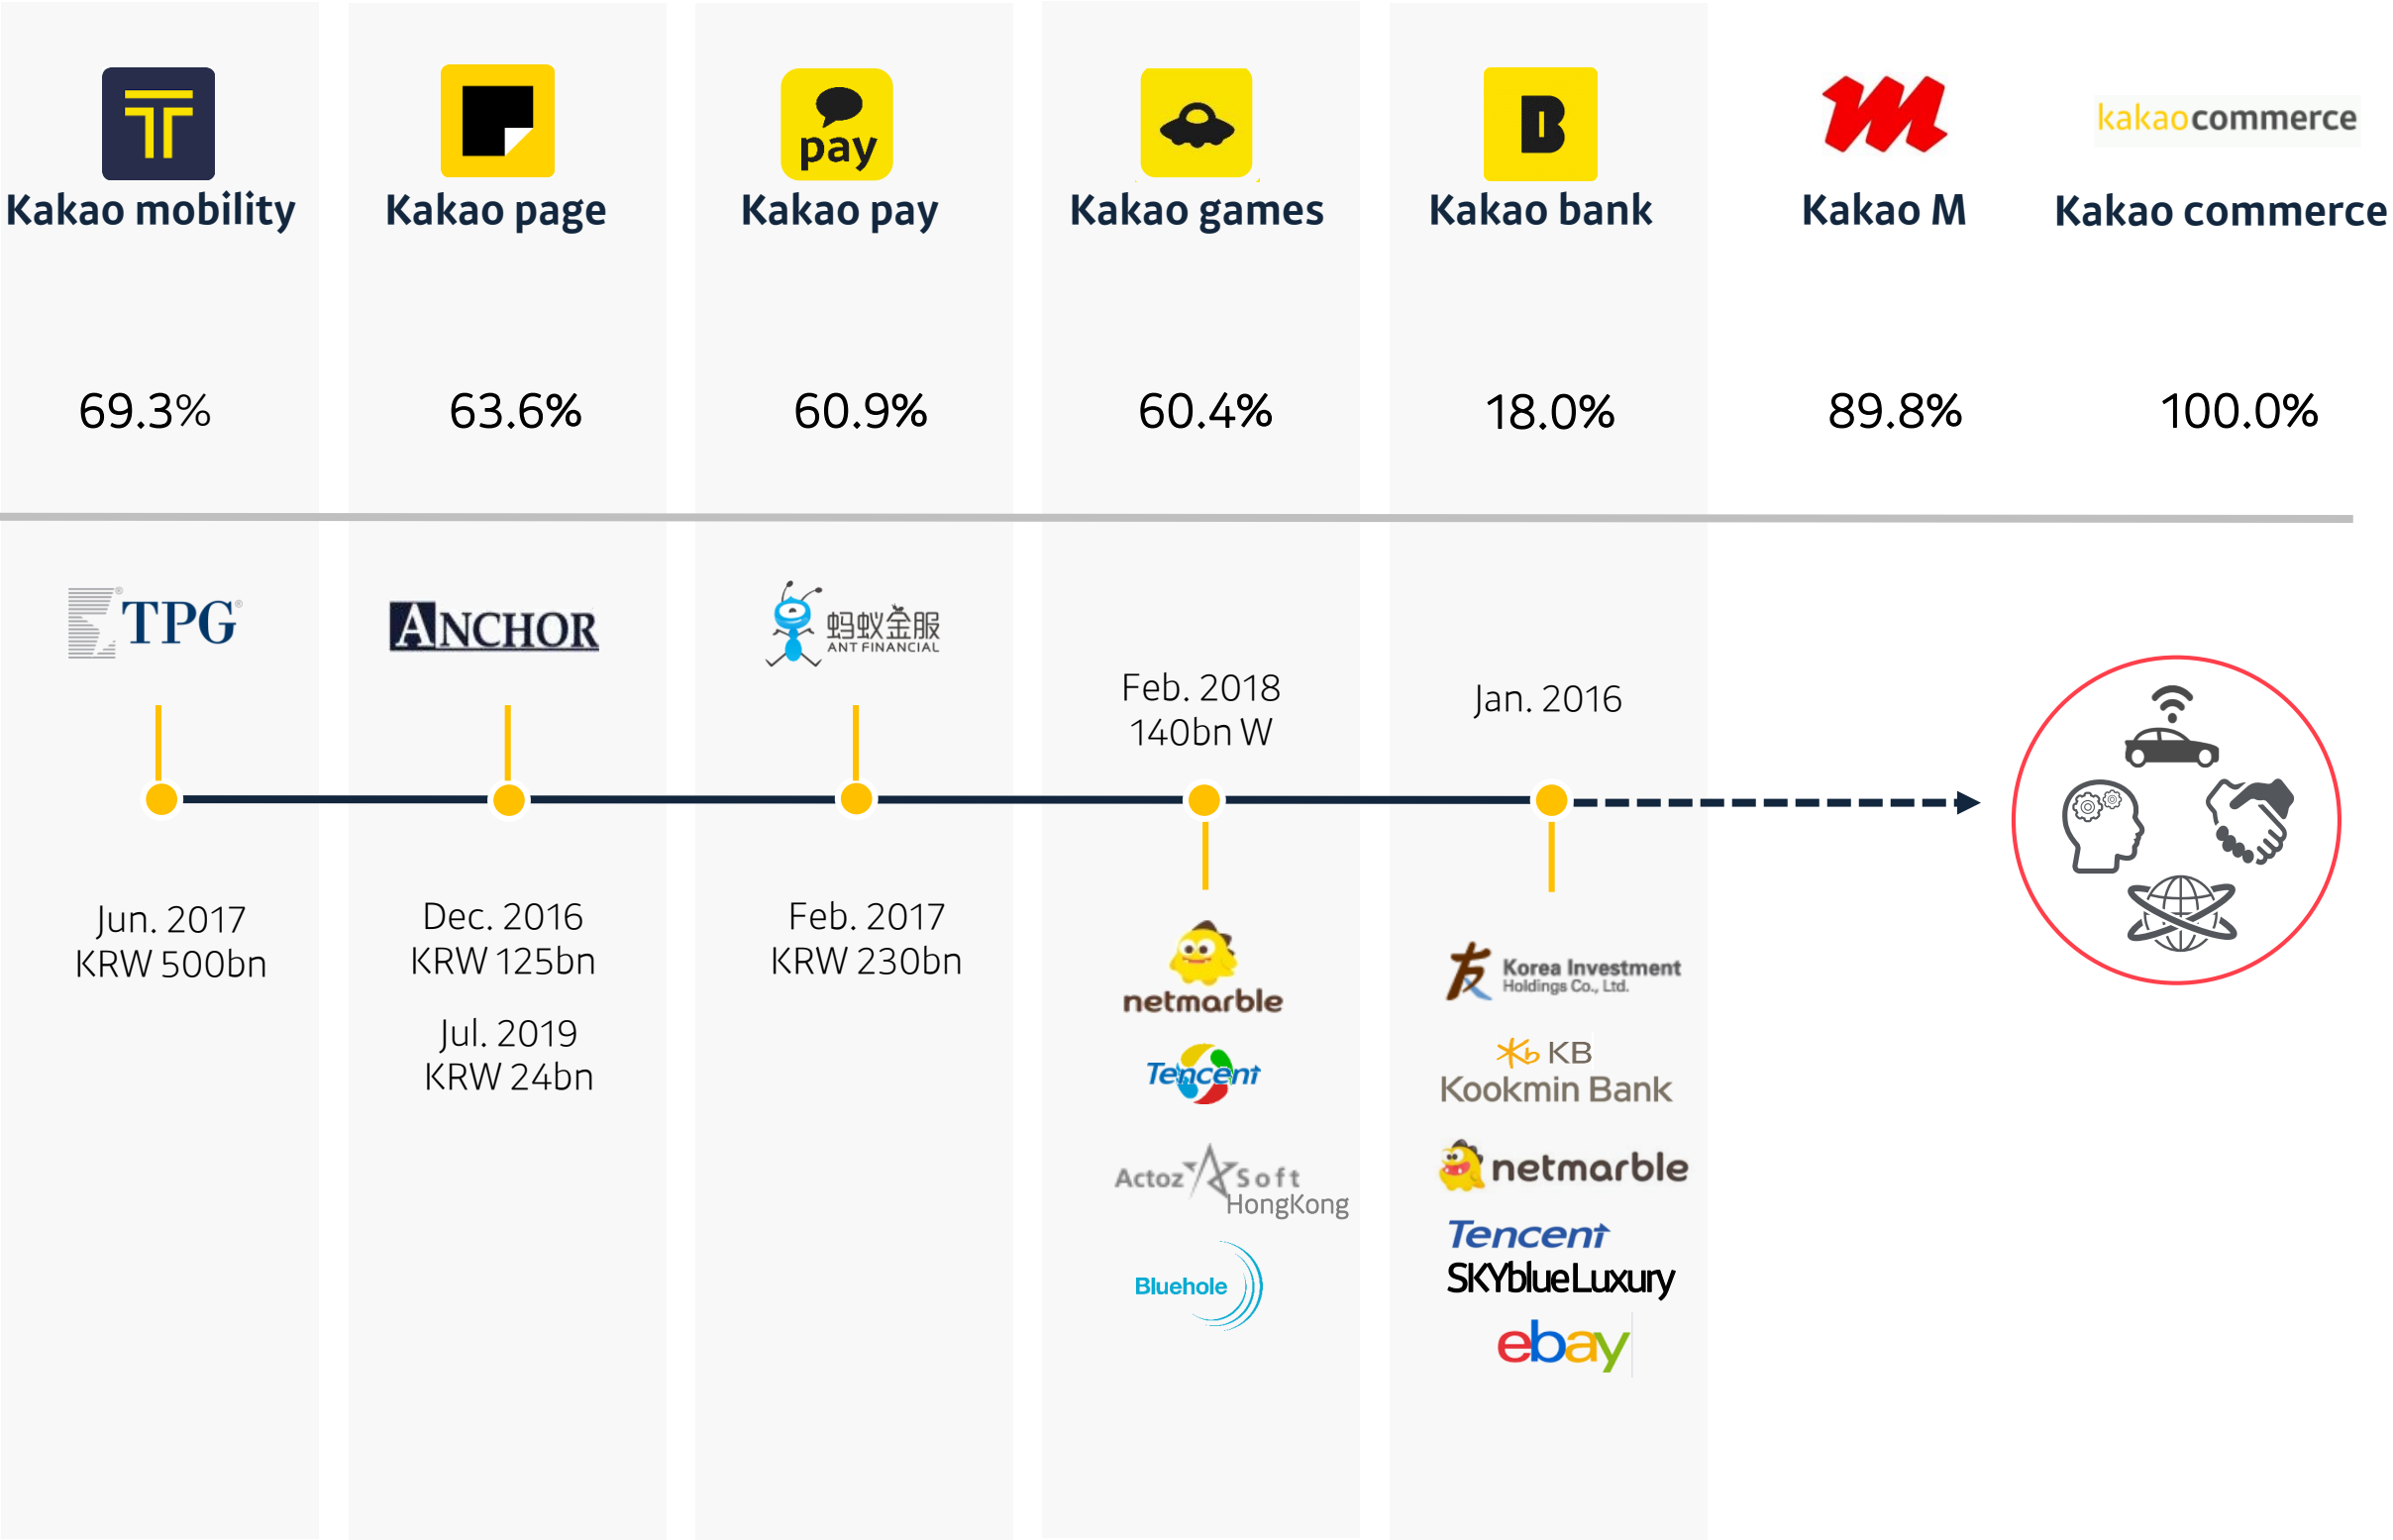 pay
kakaocommerce
Kakao mobility
Kakao page
Kakao pay
Kakao games
Kakao bank
Kakao M
Kakao commerce
69.3%
63.6%
60.9%
60.4%
18.0%
89.8%
100.0%
TPG
ANCHOR
蚂蚁金服
ANT FINANCIAL
Feb. 2018
140bn W
Jan. 2016
Jun. 2017
KRW 500bn
Dec. 2016
KRW 125bn
Jul. 2019
KRW 24bn
Feb. 2017
KRW 230bn
netmarble
Tencent
Actoz Soft
HongKong
Bluehole
Korea Investment
Holdings Co., Ltd.
KB
Kookmin Bank
netmarble
Tencent
SKYblueLuxury
ebay